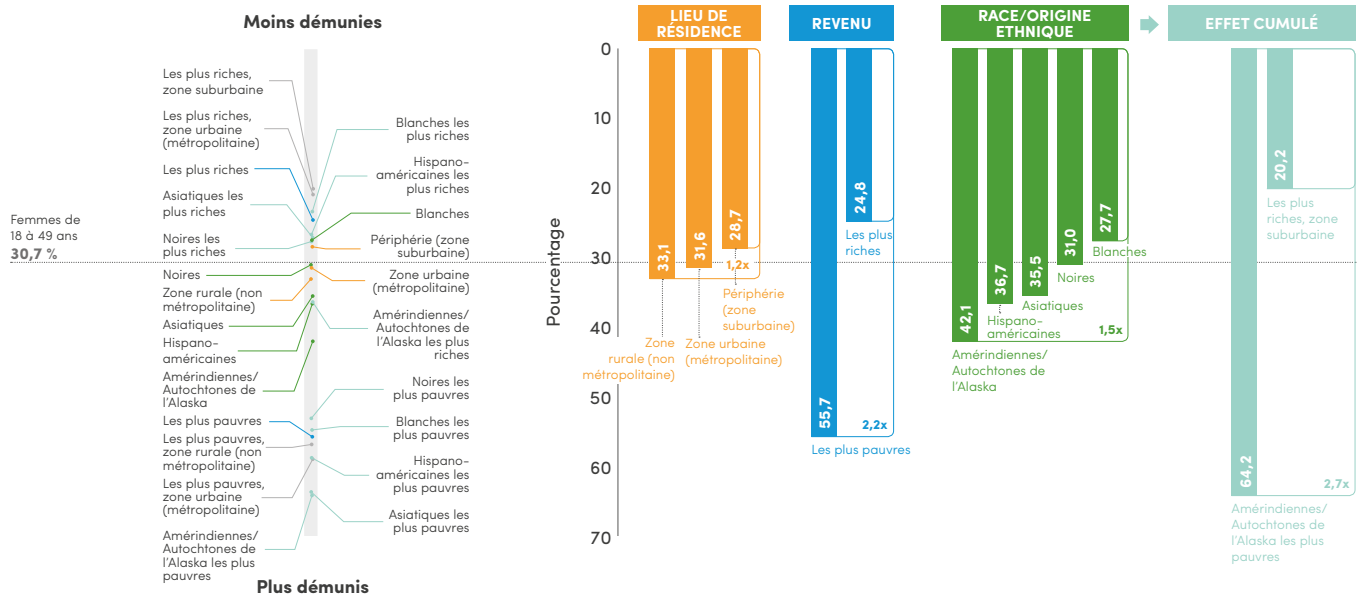 Moins démunies
Les plus riches,
zone suburbaine
Les plus riches,
zone urbaine
(métropolitaine)
Les plus riches
Asiatiques les
plus riches
Noires les
plus riches
Noires
Zone rurale (non
métropolitaine)
Asiatiques
Hispano-
américaines
Amérindiennes/
Autochtones de
l’Alaska
Les plus pauvres
Les plus pauvres,
zone rurale (non
métropolitaine)
Les plus pauvres,
zone urbaine
(métropolitaine)
Amérindiennes/
Autochtones de
l’Alaska les plus
pauvres
Femmes de
18 à 49 ans
30,7 %
Blanches les
plus riches
Hispano-
américaines les
plus riches
Blanches
Périphérie (zone
suburbaine)
Zone urbaine
(métropolitaine)
Amérindiennes/
Autochtones de
l’Alaska les plus
riches
Noires les
plus pauvres
Blanches les
plus pauvres
Hispano-
américaines les
plus pauvres
Asiatiques les
plus pauvres
Plus démunis
Pourcentage
0
10
20
30
40
50
60
70
LIEU DE
RÉSIDENCE
33,1
31,6
28,7
1,2x
Périphérie
(zone
suburbaine)
Zone
rurale (non
métropolitaine)
Zone urbaine
(métropolitaine)
REVENU
55,7
24,8
Les plus
riches
2,2x
Les plus pauvres
RACE/ORIGINE
ETHNIQUE
42,1
36,7
35,5
31,0
27,7
Blanches
Noires
Asiatiques
Hispano-
américaines
1,5x
Amérindiennes/
Autochtones de
l’Alaska
EFFET CUMULÉ
64,2
20,2
Les plus
riches, zone
suburbaine
2,7x
Amérindiennes/
Autochtones de
l’Alaska les plus
pauvres